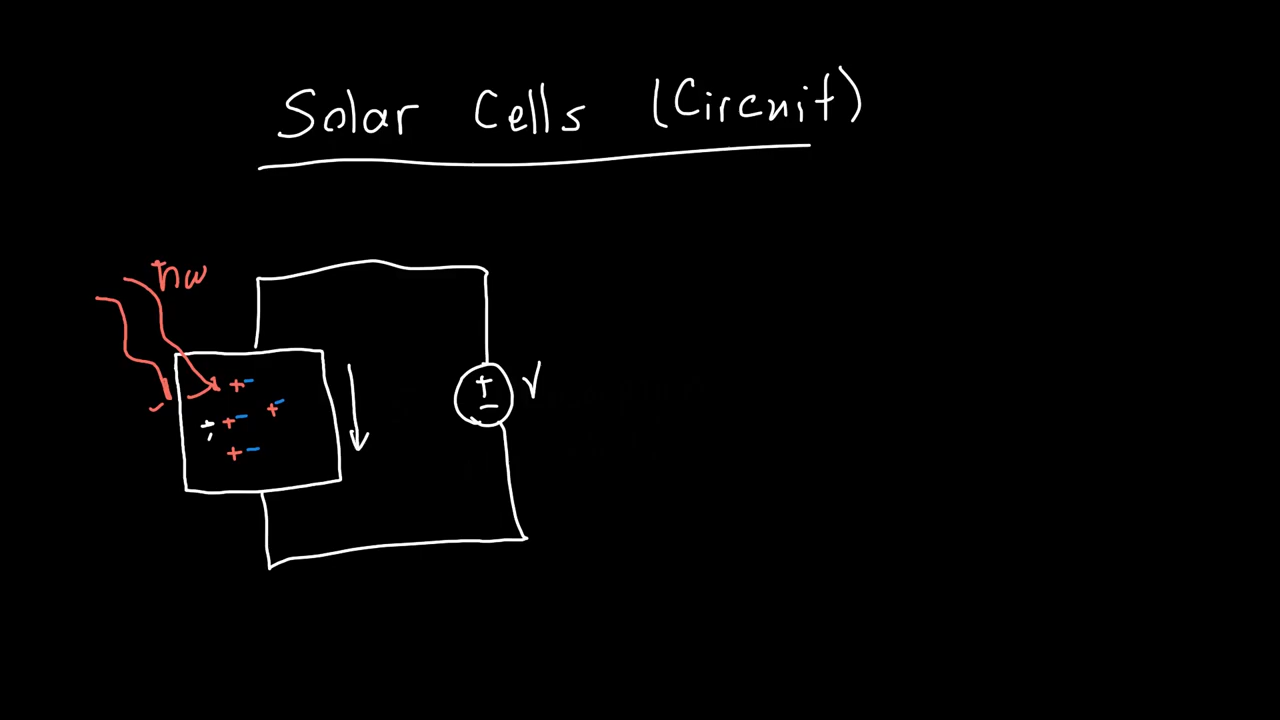 Solar Cells (Circuit)
ħω
+ -
+ -
+ -
+ -
+
+
-
V